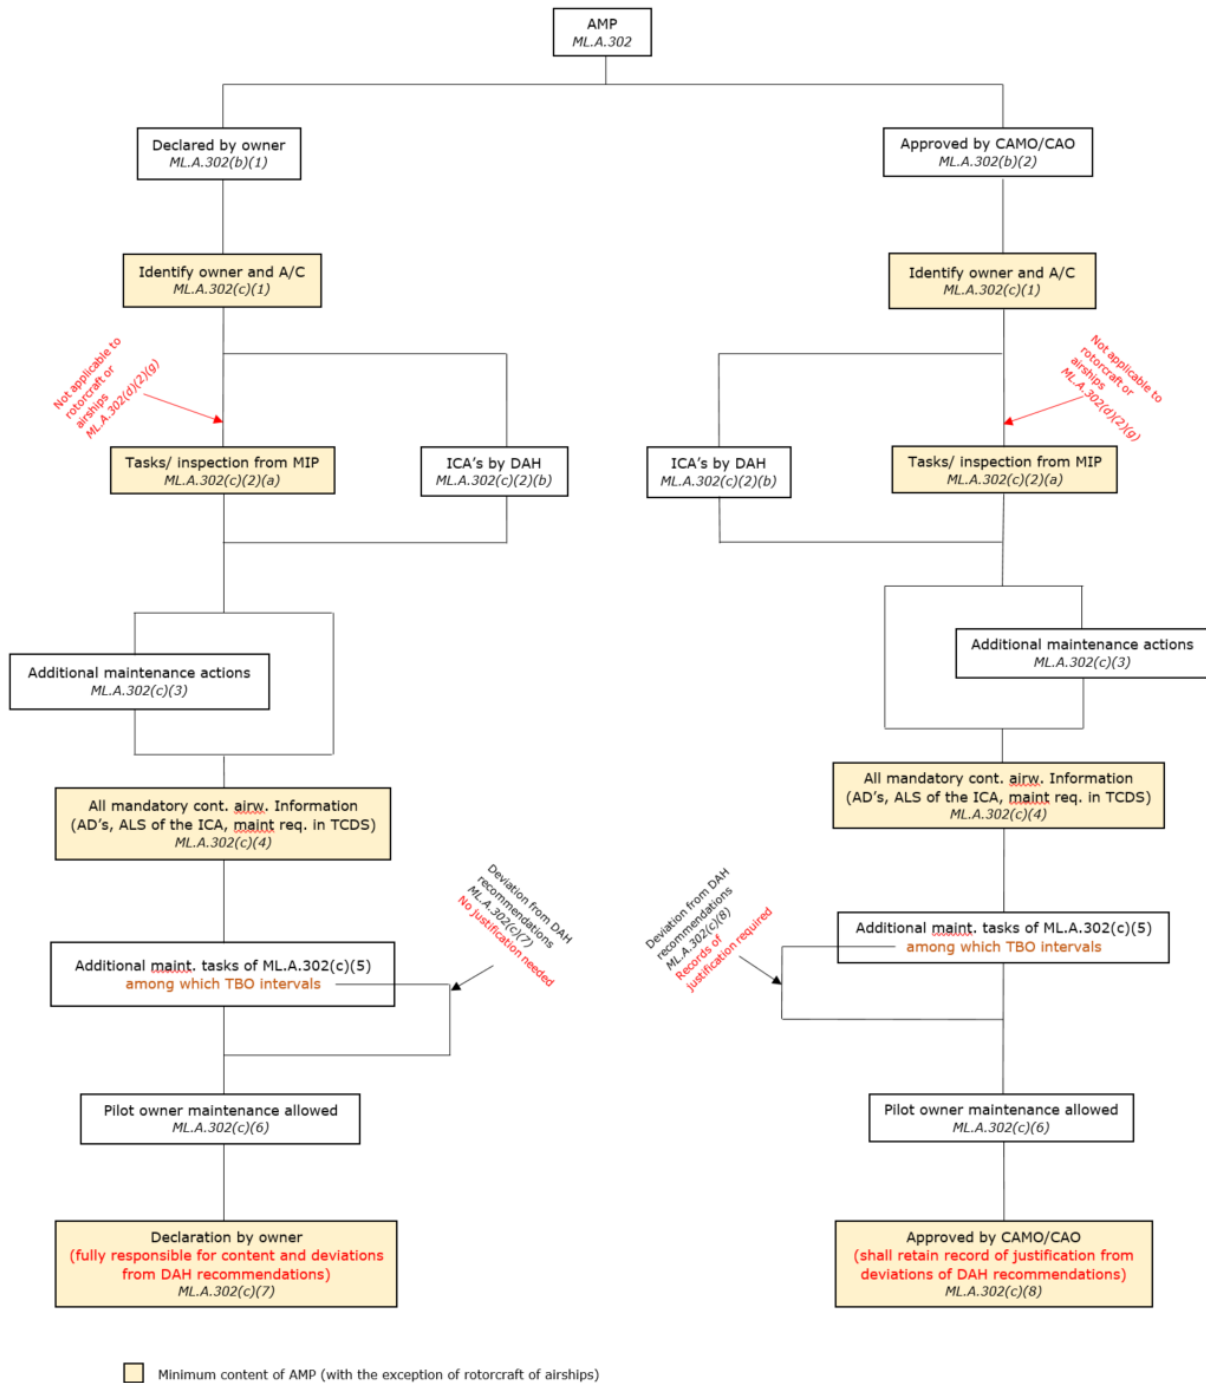 AMP
ML.A.302
Declared by owner
ML.A.302(b)(1)
Approved by CAMO/CAO
ML.A.302(b)(2)
Identify owner and A/C
ML.A.302(c)(1)
Identify owner and A/C
ML.A.302(c)(1)
Not applicable to
rotorcraft or
airships
ML.A.302(d)(2)(g)
Not applicable to
rotorcraft or
airships
ML.A.302(d)(2)(g)
Tasks/ inspection from MIP
ML.A.302(c)(2)(a)
ICA's by DAH
ML.A.302(c)(2)(b)
ICA's by DAH
ML.A.302(c)(2)(b)
Tasks/ inspection from MIP
ML.A.302(c)(2)(a)
Additional maintenance actions
ML.A.302(c)(3)
Additional maintenance actions
ML.A.302(c)(3)
All mandatory cont. airw. Information
(AD's, ALS of the ICA, maint req. in TCDS)
ML.A.302(c)(4)
All mandatory cont. airw. Information
(AD's, ALS of the ICA, maint req. in TCDS)
ML.A.302(c)(4)
Deviation from DAH
recommendations
ML.A.302(c)(7)
No justification needed
Deviation from DAH
recommendations
ML.A.302(c)(8)
Records of
justification required
Additional maint. tasks of ML.A.302(c)(5)
among which TBO intervals
Additional maint. tasks of ML.A.302(c)(5)
among which TBO intervals
Pilot owner maintenance allowed
ML.A.302(c)(6)
Pilot owner maintenance allowed
ML.A.302(c)(6)
Declaration by owner
(fully responsible for content and deviations
from DAH recommendations)
ML.A.302(c)(7)
Approved by CAMO/CAO
(shall retain record of justification from
deviations of DAH recommendations)
ML.A.302(c)(8)
Minimum content of AMP (with the exception of rotorcraft of airships)